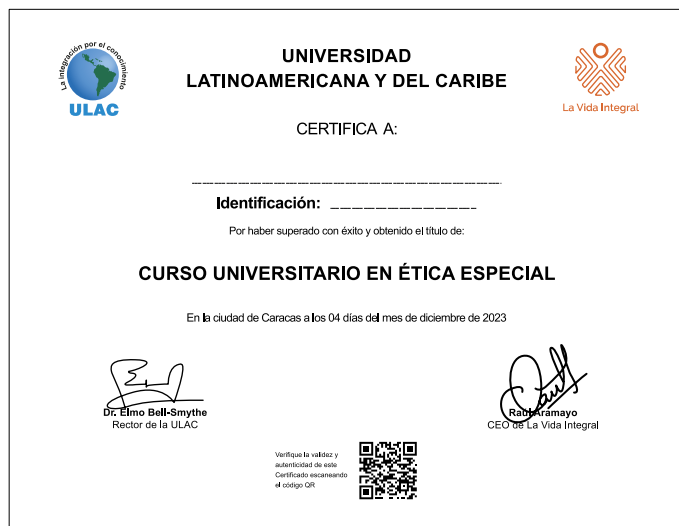 La integración por el conocimiento
ULAC
UNIVERSIDAD
LATINOAMERICANA Y DEL CARIBE
La Vida Integral
CERTIFICA A:
Identificación:
Por haber superado con éxito y obtenido el título de:
CURSO UNIVERSITARIO EN ÉTICA ESPECIAL
En la ciudad de Caracas a los 04 días del mes de diciembre de 2023
Dr. Elmo Bell-Smythe
Rector de la ULAC
Raúl Aramayo
CEO de La Vida Integral
Verifique la validez y
autenticidad de este
Certificado escaneando
el código QR